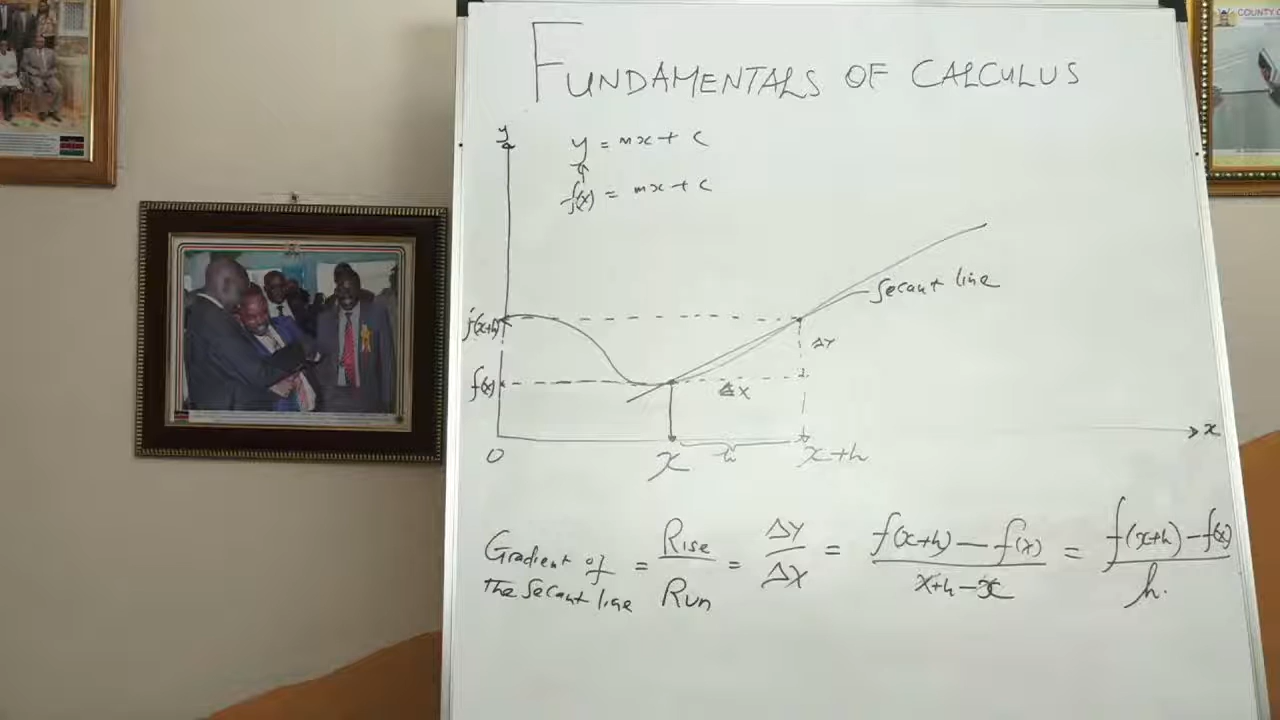 FUNDAMENTALS OF CALCULUS
y
y = mx + c
f(x) = mx + c
Secant line
f(x+h)
ΔY
f(x)
ΔX
x
0
x
h
x+h
Gradient of the Secant line = Rise/Run = ΔY/ΔX = f(x+h) — f(x)/x+h — x = f(x+h) - f(x)/h.
COUNTY